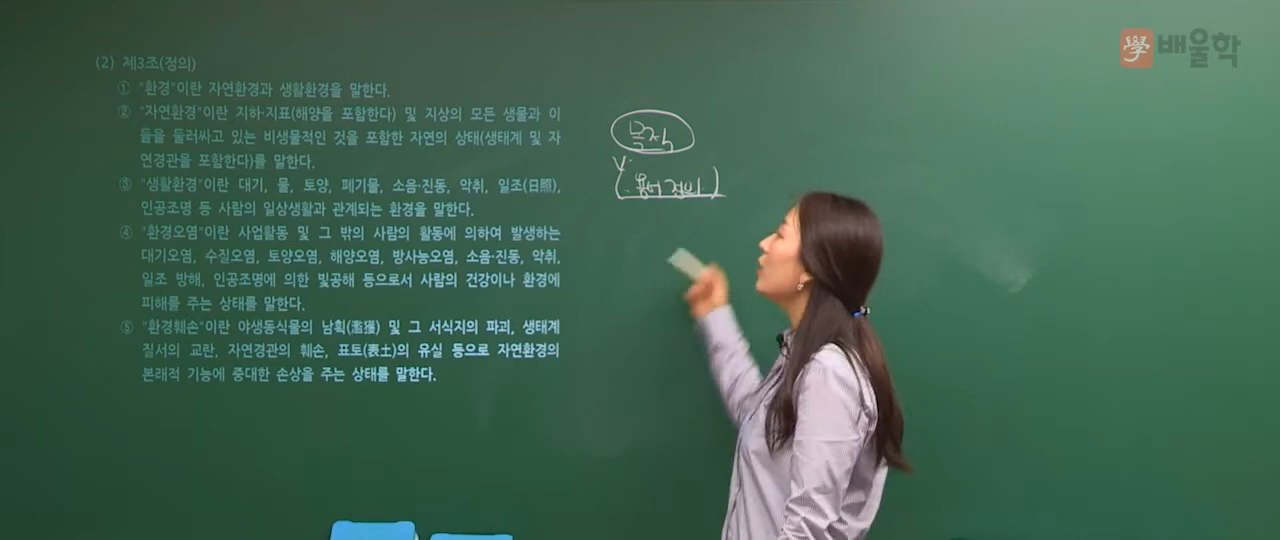 學 배울학
(2) 제3조(정의)
① "환경"이란 자연환경과 생활환경을 말한다.
② "자연환경"이란 지하·지표(해양을 포함한다) 및 지상의 모든 생물과 이
들을 둘러싸고 있는 비생물적인 것을 포함한 자연의 상태(생태계 및 자
연경관을 포함한다)를 말한다.
③ "생활환경"이란 대기, 물, 토양, 폐기물, 소음·진동, 악취, 일조(日照),
인공조명 등 사람의 일상생활과 관계되는 환경을 말한다.
④ "환경오염"이란 사업활동 및 그 밖의 사람의 활동에 의하여 발생하는
대기오염, 수질오염, 토양오염, 해양오염, 방사능오염, 소음·진동, 악취,
일조 방해, 인공조명에 의한 빛공해 등으로서 사람의 건강이나 환경에
피해를 주는 상태를 말한다.
⑤ "환경훼손"이란 야생동식물의 남획(濫獲) 및 그 서식지의 파괴, 생태계
질서의 교란, 자연경관의 훼손, 표토(表土)의 유실 등으로 자연환경의
본래적 기능에 중대한 손상을 주는 상태를 말한다.
목적
(용어 정의)